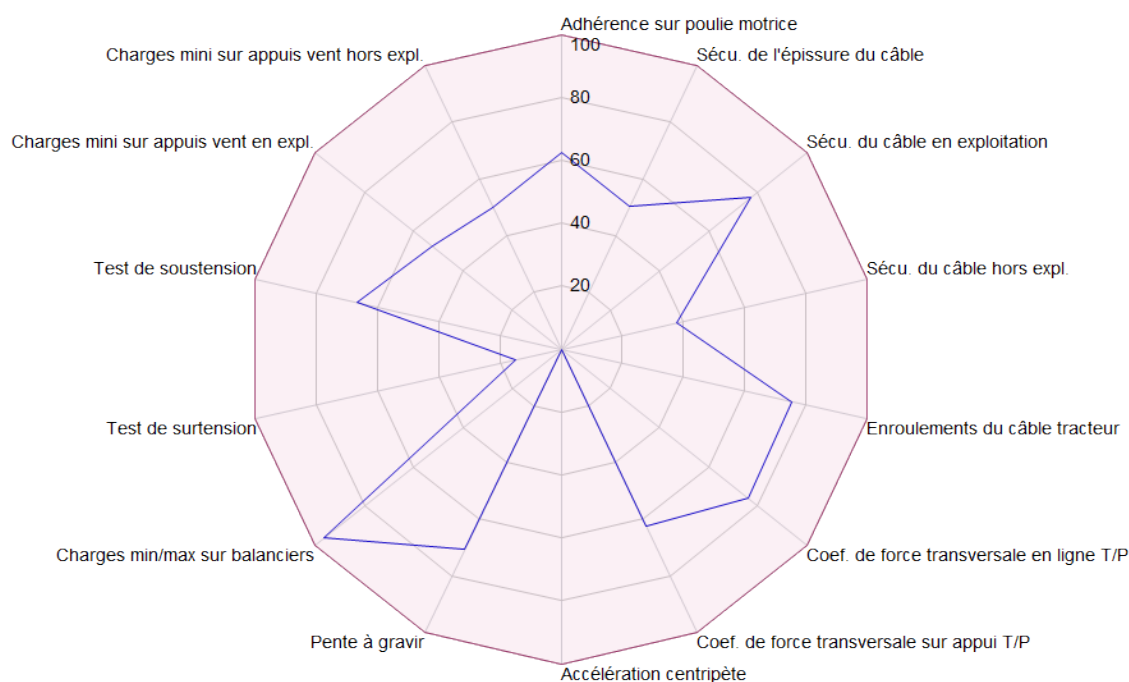 Adhérence sur poulie motrice
Charges mini sur appuis vent hors expl.
100
Sécu. de l'épissure du câble
80
Charges mini sur appuis vent en expl.
Sécu. du câble en exploitation
60
40
Test de soustension
Sécu. du câble hors expl.
20
Test de surtension
Enroulements du câble tracteur
Charges min/max sur balanciers
Coef. de force transversale en ligne T/P
Pente à gravir
Coef. de force transversale sur appui T/P
Accélération centripète